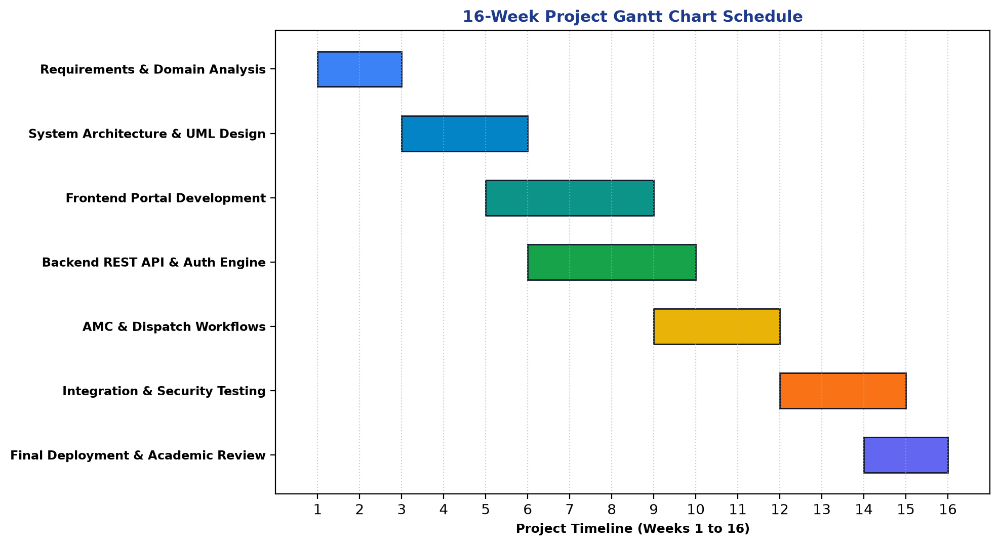 16-Week Project Gantt Chart Schedule
Requirements & Domain Analysis
System Architecture & UML Design
Frontend Portal Development
Backend REST API & Auth Engine
AMC & Dispatch Workflows
Integration & Security Testing
Final Deployment & Academic Review
1 2 3 4 5 6 7 8 9 10 11 12 13 14 15 16
Project Timeline (Weeks 1 to 16)